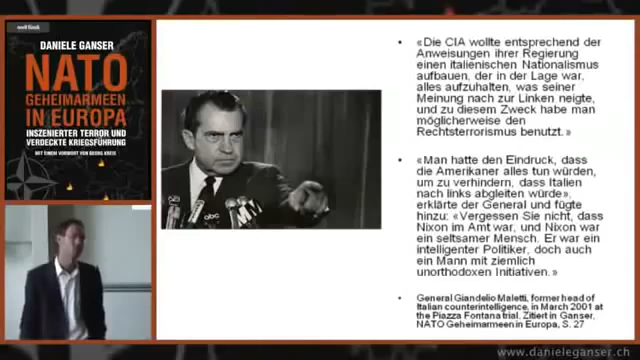 weltbuch
DANIELE GANSER
NATO
GEHEIMARMEEN
IN EUROPA
INSZENIERTER TERROR UND
VERDECKTE KRIEGSFÜHRUNG
MIT EINEM VORWORT VON GEORG KREIS
abc
• «Die CIA wollte entsprechend der
Anweisungen ihrer Regierung
einen italienischen Nationalismus
aufbauen, der in der Lage war,
alles aufzuhalten, was seiner
Meinung nach zur Linken neigte,
und zu diesem Zweck habe man
möglicherweise den
Rechtsterrorismus benutzt.»
• «Man hatte den Eindruck, dass
die Amerikaner alles tun würden,
um zu verhindern, dass Italien
nach links abgleiten würde»
erklärte der General und fügte
hinzu: «Vergessen Sie nicht, dass
Nixon im Amt war, und Nixon war
ein seltsamer Mensch. Er war ein
intelligenter Politiker, doch auch
ein Mann mit ziemlich
unorthodoxen Initiativen.»
• General Giandelio Maletti, former head of
Italian counterintelligence, in March 2001 at
the Piazza Fontana trial. Zitiert in Ganser,
NATO Geheimarmeen in Europa, S. 27
www.danieleganser.ch